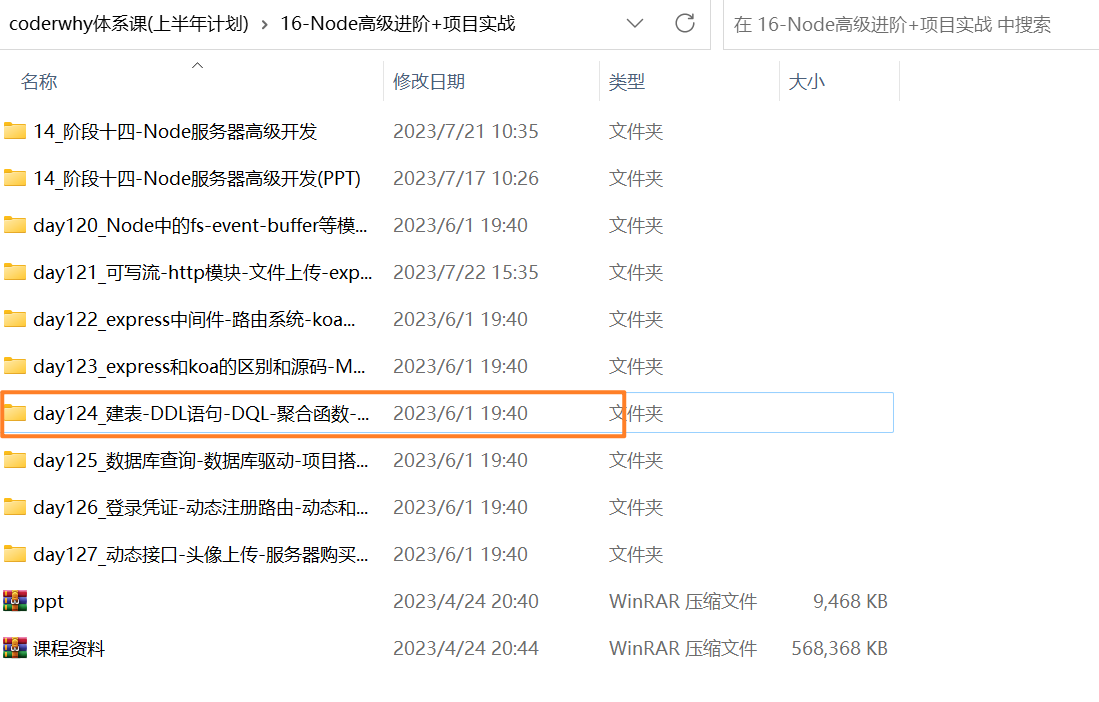 coderwhy体系课(上半年计划) › 16-Node高级进阶+项目实战 在 16-Node高级进阶+项目实战 中搜索
名称 修改日期 类型 大小
14_阶段十四-Node服务器高级开发 2023/7/21 10:35 文件夹
14_阶段十四-Node服务器高级开发(PPT) 2023/7/17 10:26 文件夹
day120_Node中的fs-event-buffer等模... 2023/6/1 19:40 文件夹
day121_可写流-http模块-文件上传-exp... 2023/7/22 15:35 文件夹
day122_express中间件-路由系统-koa... 2023/6/1 19:40 文件夹
day123_express和koa的区别和源码-M... 2023/6/1 19:40 文件夹
day124_建表-DDL语句-DQL-聚合函数-... 2023/6/1 19:40 文件夹
day125_数据库查询-数据库驱动-项目搭... 2023/6/1 19:40 文件夹
day126_登录凭证-动态注册路由-动态和... 2023/6/1 19:40 文件夹
day127_动态接口-头像上传-服务器购买... 2023/6/1 19:40 文件夹
ppt 2023/4/24 20:40 WinRAR 压缩文件 9,468 KB
课程资料 2023/4/24 20:44 WinRAR 压缩文件 568,368 KB